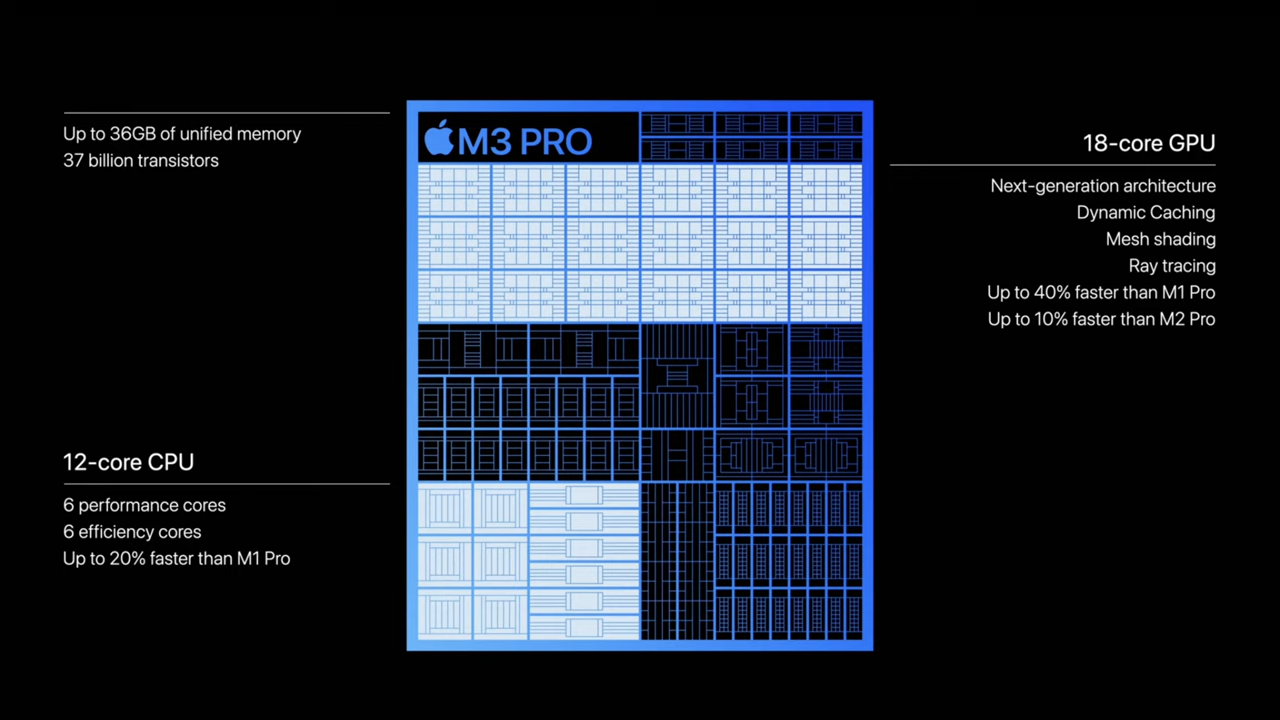 Up to 36GB of unified memory
37 billion transistors
12-core CPU
6 performance cores
6 efficiency cores
Up to 20% faster than M1 Pro
M3 PRO
18-core GPU
Next-generation architecture
Dynamic Caching
Mesh shading
Ray tracing
Up to 40% faster than M1 Pro
Up to 10% faster than M2 Pro